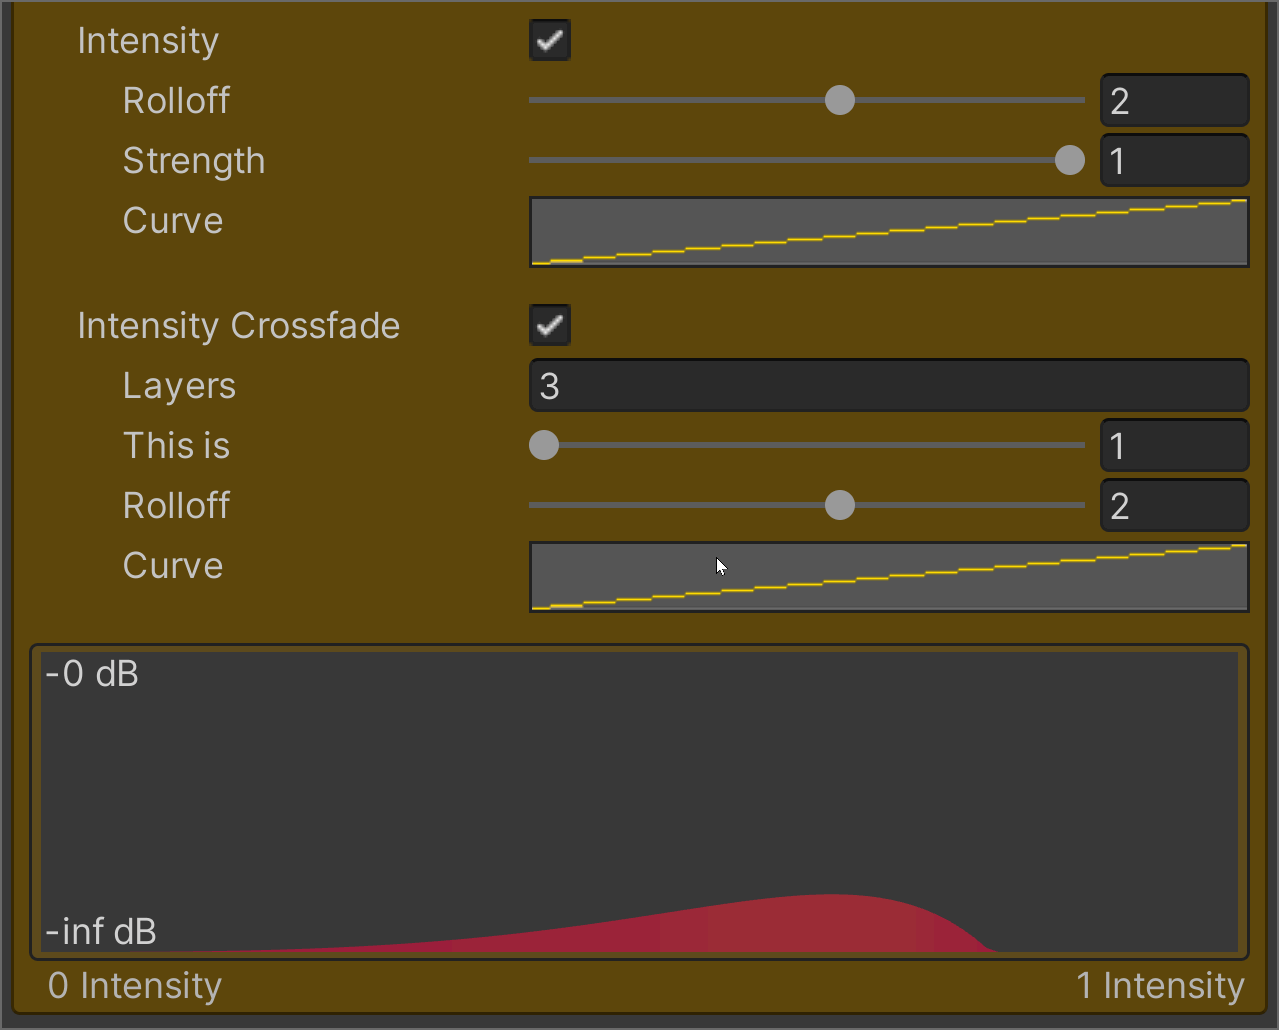 Intensity
Rolloff 2
Strength 1
Curve
Intensity Crossfade
Layers 3
This is 1
Rolloff 2
Curve
-0 dB
-inf dB
0 Intensity 1 Intensity